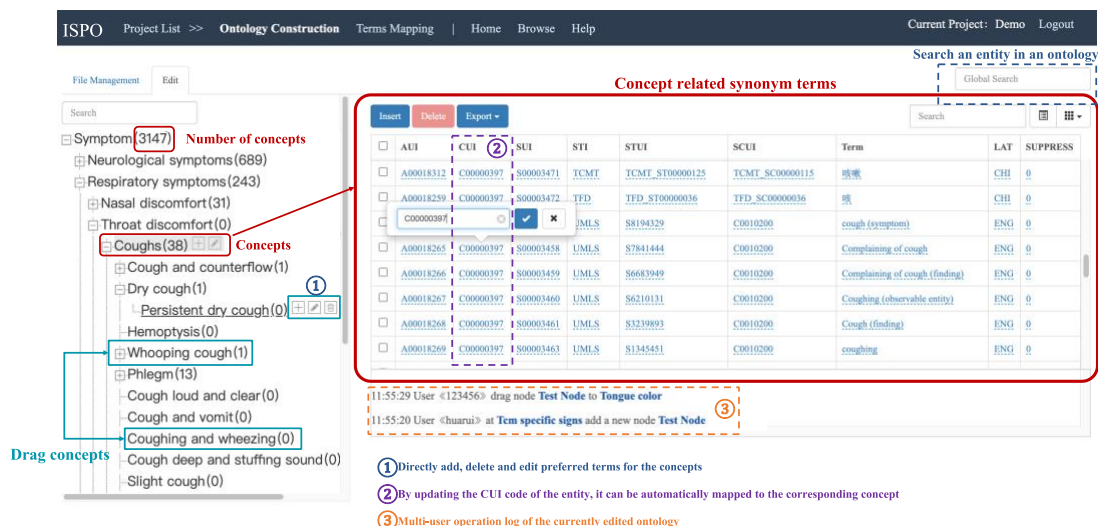 ISPO Project List >> Ontology Construction Terms Mapping | Home Browse Help Current Project: Demo Logout
Search an entity in an ontology
File Management Edit
Global Search
Concept related synonym terms
Search
Insert Delete Export
Search
Symptom(3147)
Number of concepts
Neurological symptoms(689)
Respiratory symptoms(243)
Nasal discomfort(31)
Throat discomfort(0)
Coughs(38)
Concepts
Cough and counterflow(1)
Dry cough(1)
①
Persistent dry cough(0)
Hemoptysis(0)
Whooping cough(1)
Phlegm(13)
Cough loud and clear(0)
Cough and vomit(0)
Coughing and wheezing(0)
Drag concepts
Cough deep and stuffing sound(0)
Slight cough(0)
AUI CUI ② SUI STI STUI SCUI Term LAT SUPPRESS
A00018312 C00000397 S00003471 TCMT TCMT_ST00000125 TCMT_SC00000115 咳嗽 CHI 0
A00018259 C00000397 S00003472 TFD TFD_ST00000036 TFD_SC00000036 咳 CHI 0
C00000397
UMLS S8194329 C0010200 cough (symptom) ENG 0
A00018265 C00000397 S00003458 UMLS S7841444 C0010200 Complaining of cough ENG 0
A00018266 C00000397 S00003459 UMLS S6683949 C0010200 Complaining of cough (finding) ENG 0
A00018267 C00000397 S00003460 UMLS S6210131 C0010200 Coughing (observable entity) ENG 0
A00018268 C00000397 S00003461 UMLS S3239893 C0010200 Cough (finding) ENG 0
A00018269 C00000397 S00003463 UMLS S1345451 C0010200 coughing ENG 0
11:55:29 User 《123456》 drag node Test Node to Tongue color
③
11:55:20 User 《huarui》 at Tcm specific signs add a new node Test Node
① Directly add, delete and edit preferred terms for the concepts
② By updating the CUI code of the entity, it can be automatically mapped to the corresponding concept
③ Multi-user operation log of the currently edited ontology